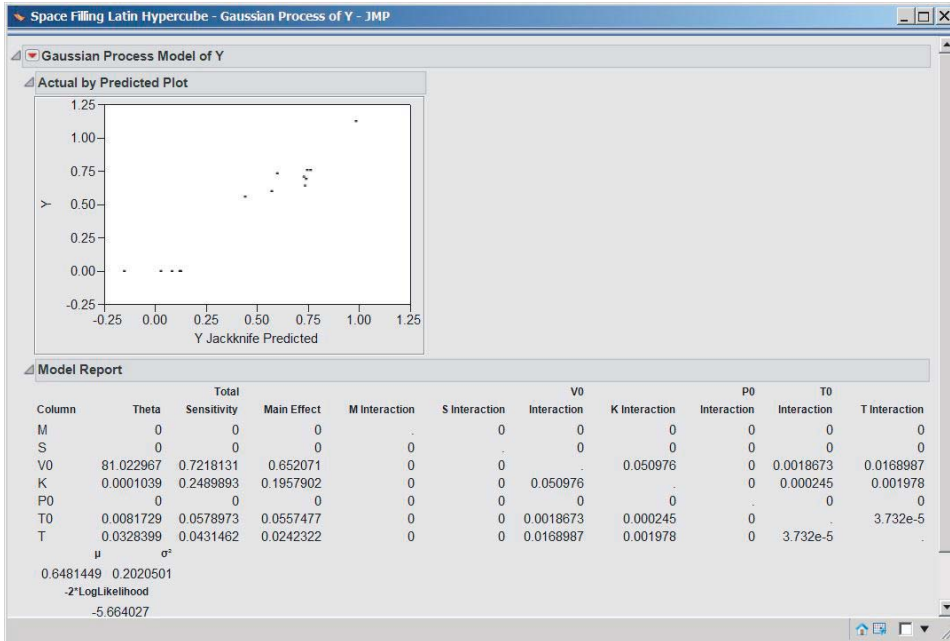 Space Filling Latin Hypercube - Gaussian Process of Y - JMP
Gaussian Process Model of Y
Actual by Predicted Plot
1.25
1.00
0.75
0.50
0.25
0.00
-0.25
Y
-0.25 0.00 0.25 0.50 0.75 1.00 1.25
Y Jackknife Predicted
Model Report
Total V0 P0 T0
Column Theta Sensitivity Main Effect M Interaction S Interaction Interaction K Interaction Interaction Interaction T Interaction
M 0 0 0 . 0 0 0 0 0 0
S 0 0 0 0 . 0 0 0 0 0
V0 81.022967 0.7218131 0.652071 0 0 . 0.050976 0 0.0018673 0.0168987
K 0.0001039 0.2489893 0.1957902 0 0 0.050976 . 0 0.000245 0.001978
P0 0 0 0 0 0 0 0 . 0 0
T0 0.0081729 0.0578973 0.0557477 0 0 0.0018673 0.000245 0 . 3.732e-5
T 0.0328399 0.0431462 0.0242322 0 0 0.0168987 0.001978 0 3.732e-5 .
μ σ²
0.6481449 0.2020501
-2*LogLikelihood
-5.664027